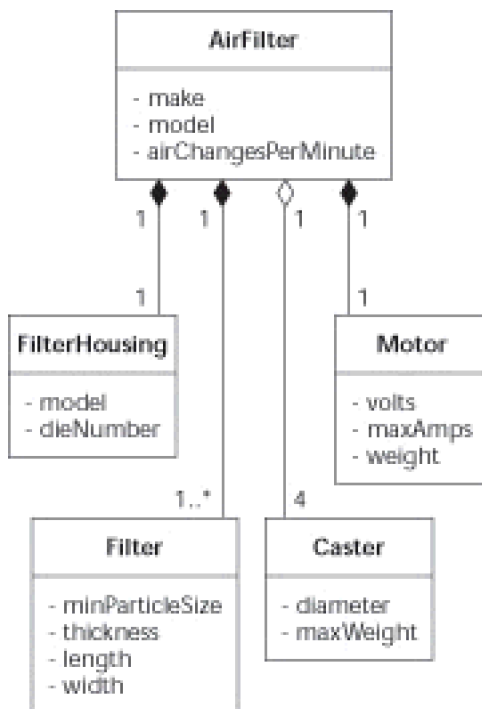 AirFilter
- make
- model
- airChangesPerMinute
1 1 1 1
1 1
FilterHousing
- model
- dieNumber
Motor
- volts
- maxAmps
- weight
1..* 4
Filter
- minParticleSize
- thickness
- length
- width
Caster
- diameter
- maxWeight